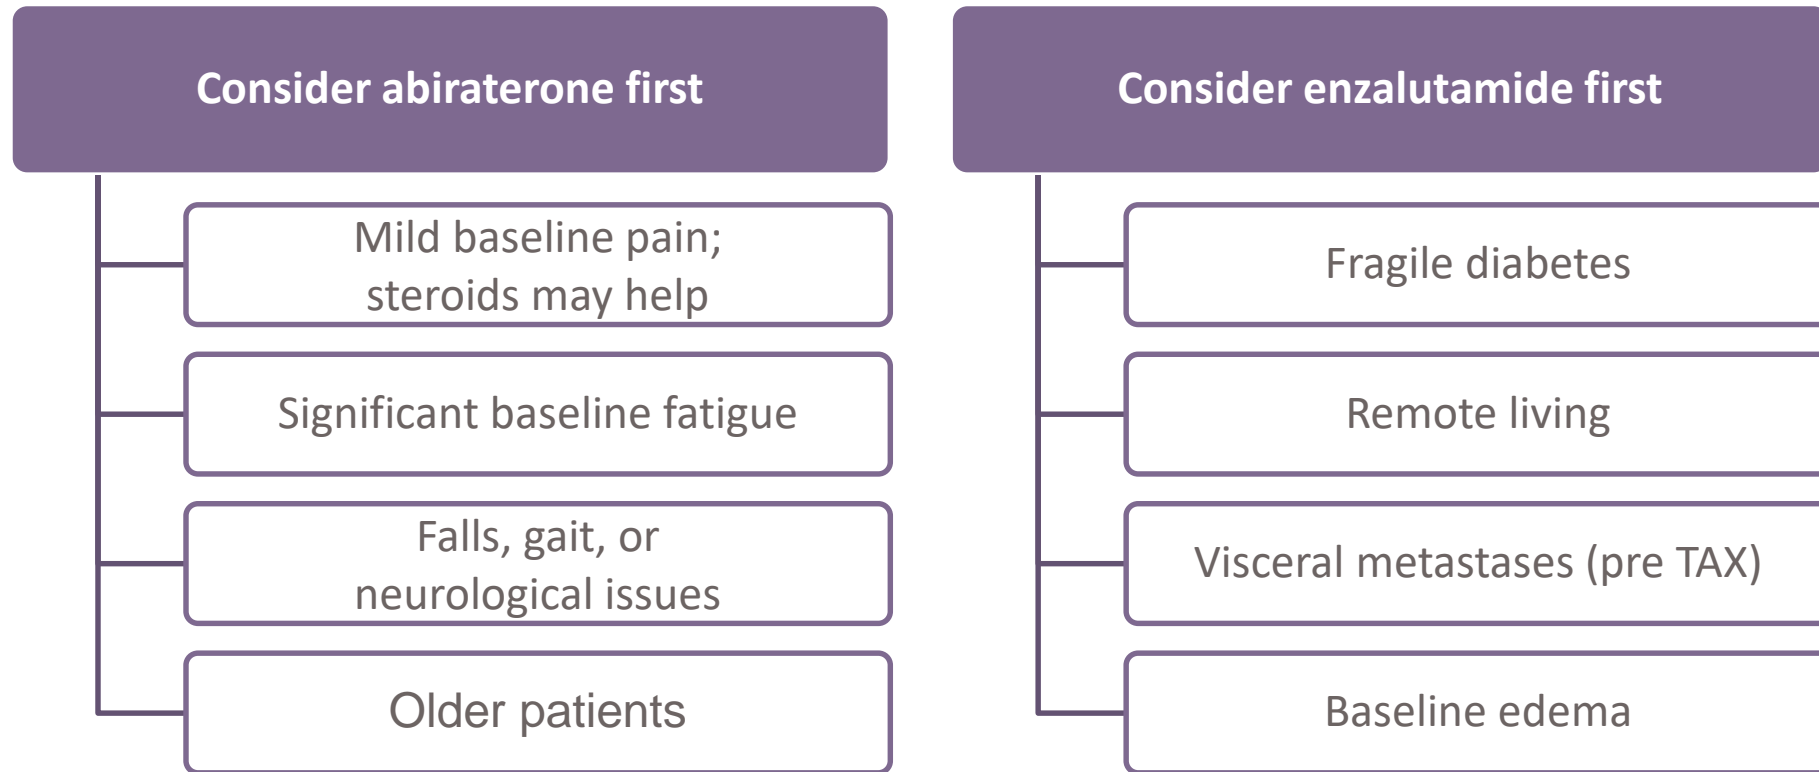 Consider abiraterone first
Mild baseline pain;
steroids may help
Significant baseline fatigue
Falls, gait, or
neurological issues
Older patients
Consider enzalutamide first
Fragile diabetes
Remote living
Visceral metastases (pre TAX)
Baseline edema